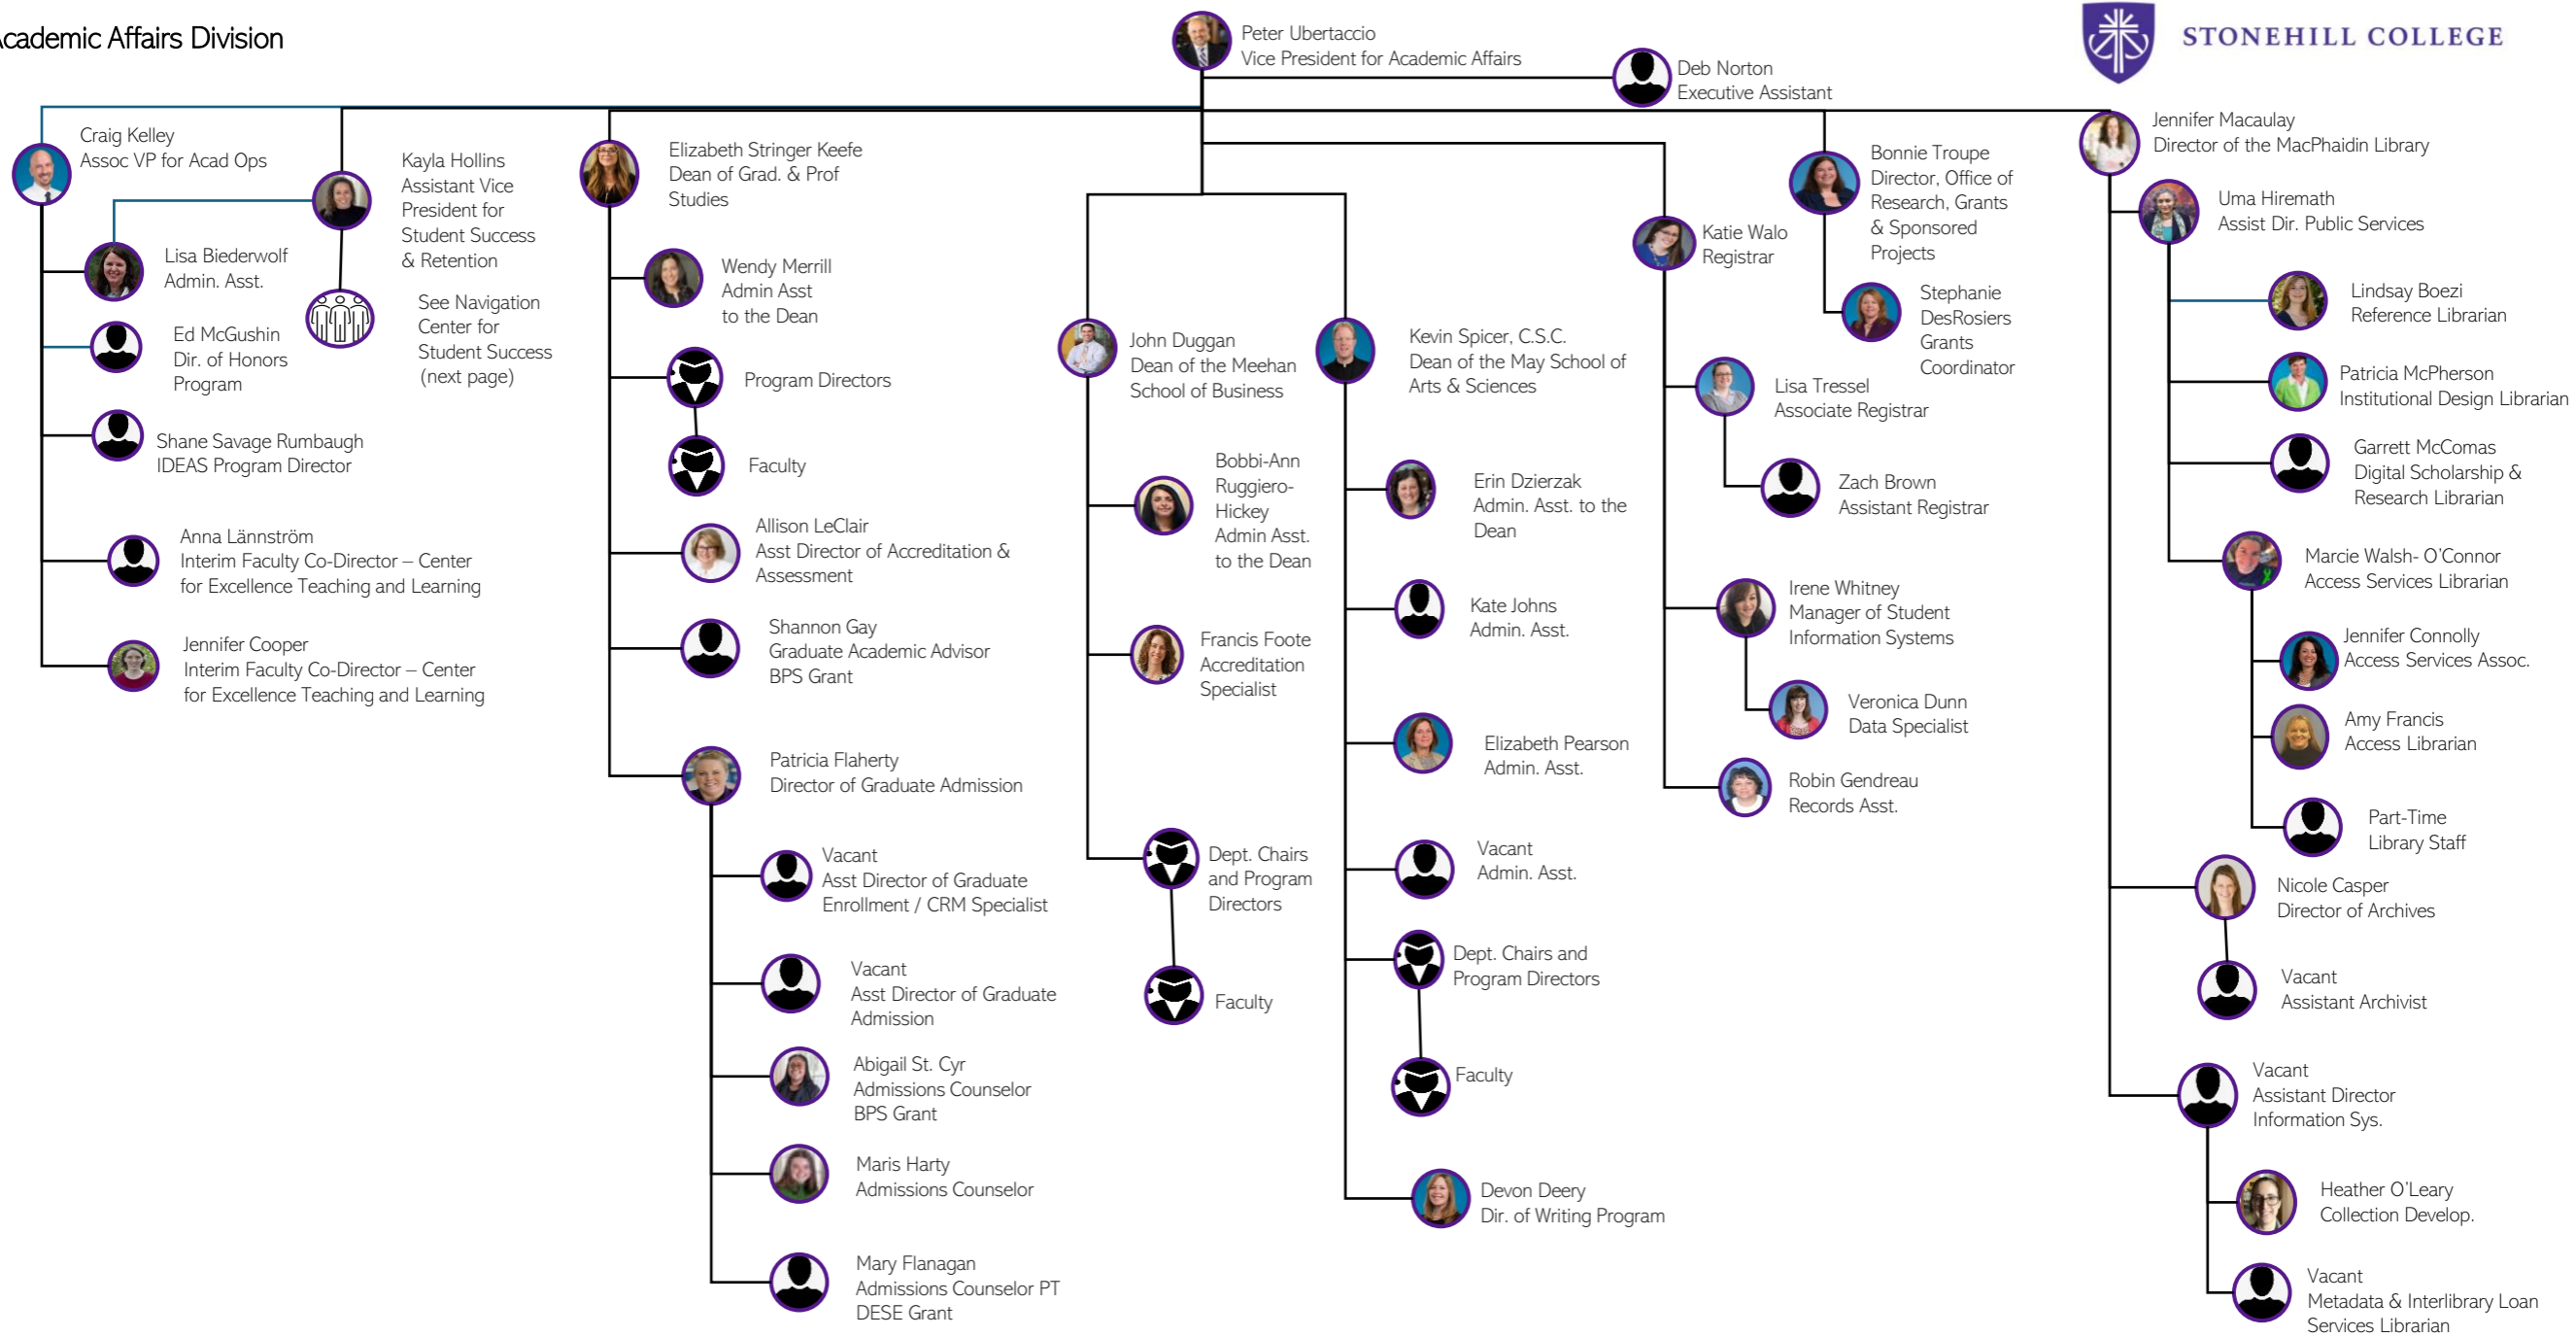 Academic Affairs Division
Peter Ubertaccio
Vice President for Academic Affairs
Deb Norton
Executive Assistant
STONEHILL COLLEGE
Craig Kelley
Assoc VP for Acad Ops
Lisa Biederwolf
Admin. Asst.
Ed McGushin
Dir. of Honors
Program
Shane Savage Rumbaugh
IDEAS Program Director
Anna Lännström
Interim Faculty Co-Director – Center
for Excellence Teaching and Learning
Jennifer Cooper
Interim Faculty Co-Director – Center
for Excellence Teaching and Learning
Kayla Hollins
Assistant Vice
President for
Student Success
& Retention
See Navigation
Center for
Student Success
(next page)
Elizabeth Stringer Keefe
Dean of Grad. & Prof
Studies
Wendy Merrill
Admin Asst
to the Dean
Program Directors
Faculty
Allison LeClair
Asst Director of Accreditation &
Assessment
Shannon Gay
Graduate Academic Advisor
BPS Grant
Patricia Flaherty
Director of Graduate Admission
Vacant
Asst Director of Graduate
Enrollment / CRM Specialist
Vacant
Asst Director of Graduate
Admission
Abigail St. Cyr
Admissions Counselor
BPS Grant
Maris Harty
Admissions Counselor
Mary Flanagan
Admissions Counselor PT
DESE Grant
John Duggan
Dean of the Meehan
School of Business
Bobbi-Ann
Ruggiero-
Hickey
Admin Asst.
to the Dean
Francis Foote
Accreditation
Specialist
Dept. Chairs
and Program
Directors
Faculty
Kevin Spicer, C.S.C.
Dean of the May School of
Arts & Sciences
Erin Dzierzak
Admin. Asst. to the
Dean
Kate Johns
Admin. Asst.
Elizabeth Pearson
Admin. Asst.
Vacant
Admin. Asst.
Dept. Chairs and
Program Directors
Faculty
Devon Deery
Dir. of Writing Program
Katie Walo
Registrar
Lisa Tressel
Associate Registrar
Zach Brown
Assistant Registrar
Irene Whitney
Manager of Student
Information Systems
Veronica Dunn
Data Specialist
Robin Gendreau
Records Asst.
Bonnie Troupe
Director, Office of
Research, Grants
& Sponsored
Projects
Stephanie
DesRosiers
Grants
Coordinator
Jennifer Macaulay
Director of the MacPhaidin Library
Uma Hiremath
Assist Dir. Public Services
Lindsay Boezi
Reference Librarian
Patricia McPherson
Institutional Design Librarian
Garrett McComas
Digital Scholarship &
Research Librarian
Marcie Walsh- O'Connor
Access Services Librarian
Jennifer Connolly
Access Services Assoc.
Amy Francis
Access Librarian
Part-Time
Library Staff
Nicole Casper
Director of Archives
Vacant
Assistant Archivist
Vacant
Assistant Director
Information Sys.
Heather O'Leary
Collection Develop.
Vacant
Metadata & Interlibrary Loan
Services Librarian